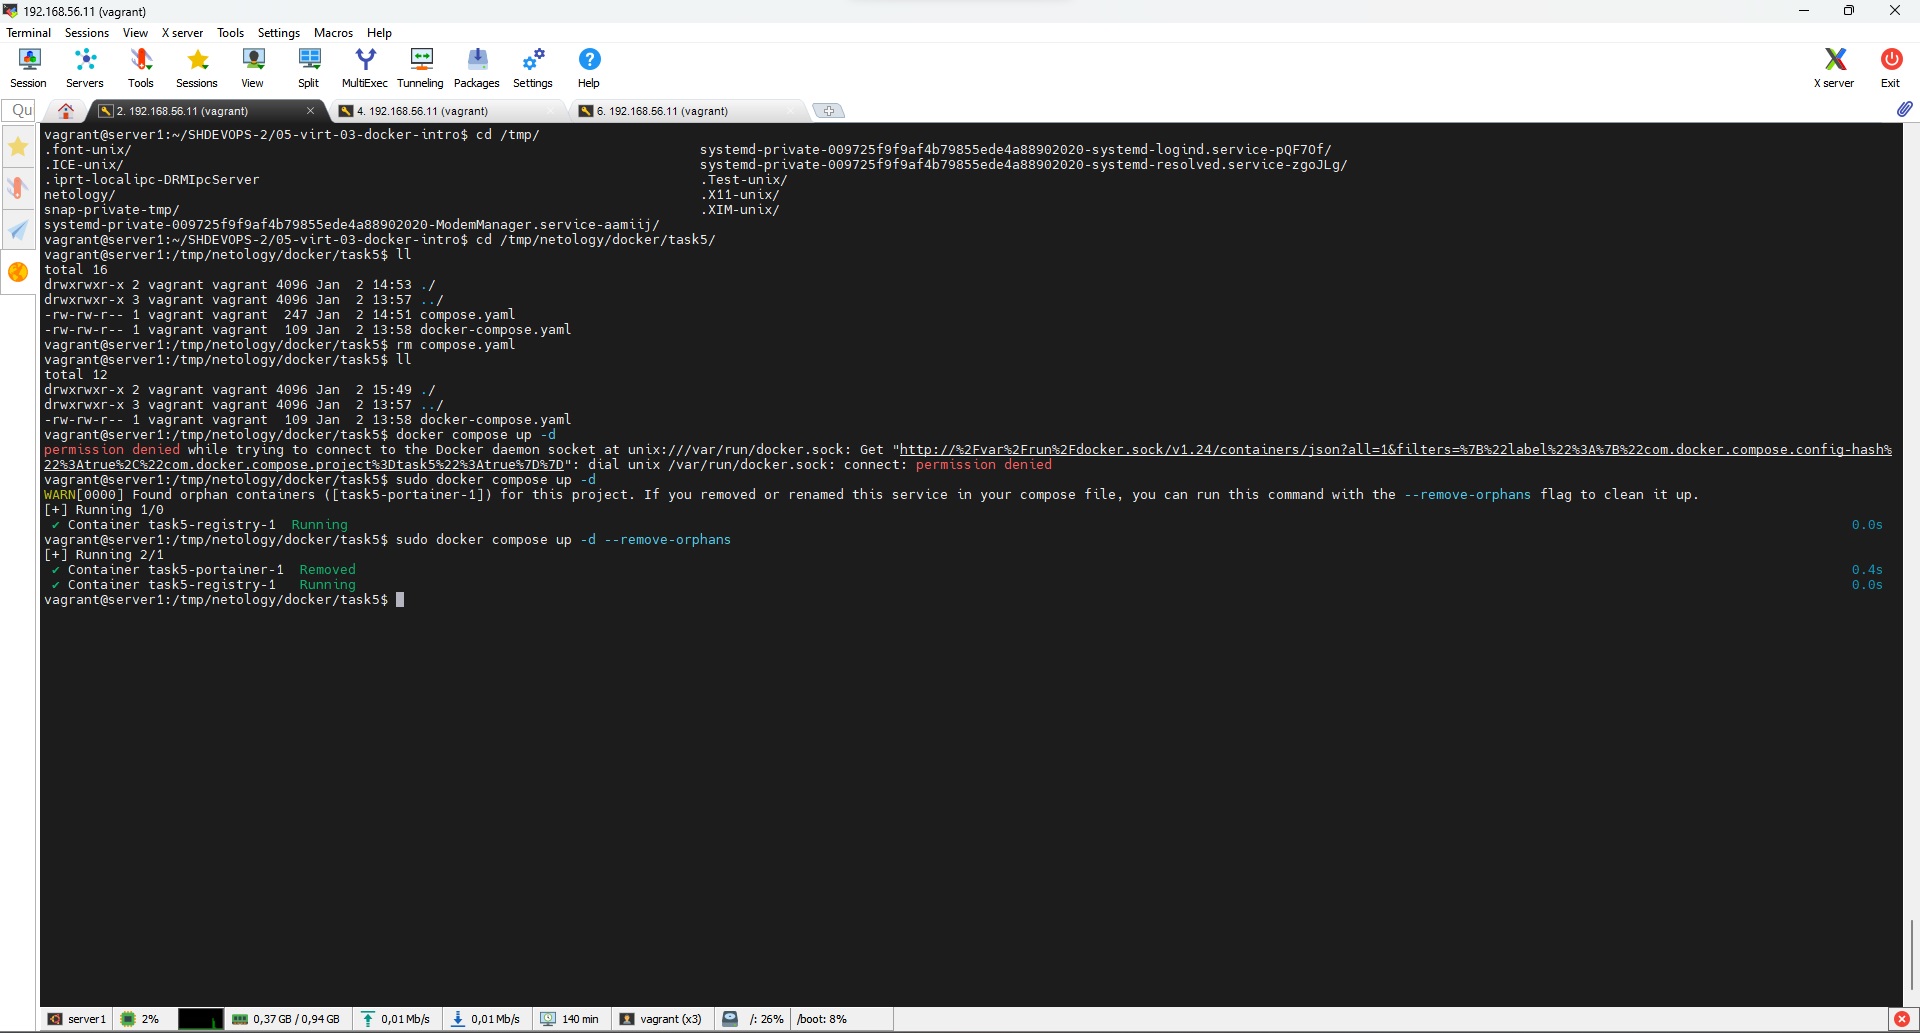 192.168.56.11 (vagrant)
Terminal Sessions View X server Tools Settings Macros Help
Session Servers Tools Sessions View Split MultiExec Tunneling Packages Settings Help X server Exit
Qu 2. 192.168.56.11 (vagrant) 4. 192.168.56.11 (vagrant) 6. 192.168.56.11 (vagrant)
vagrant@server1:~/SHDEVOPS-2/05-virt-03-docker-intro$ cd /tmp/
.font-unix/ systemd-private-009725f9f9af4b79855ede4a88902020-systemd-logind.service-pQF7Of/
.ICE-unix/ systemd-private-009725f9f9af4b79855ede4a88902020-systemd-resolved.service-zgoJLg/
.iprt-localipc-DRMIpcServer .Test-unix/
netology/ .X11-unix/
snap-private-tmp/ .XIM-unix/
systemd-private-009725f9f9af4b79855ede4a88902020-ModemManager.service-aamiij/
vagrant@server1:~/SHDEVOPS-2/05-virt-03-docker-intro$ cd /tmp/netology/docker/task5/
vagrant@server1:/tmp/netology/docker/task5$ ll
total 16
drwxrwxr-x 2 vagrant vagrant 4096 Jan  2 14:53 ./
drwxrwxr-x 3 vagrant vagrant 4096 Jan  2 13:57 ../
-rw-rw-r-- 1 vagrant vagrant  247 Jan  2 14:51 compose.yaml
-rw-rw-r-- 1 vagrant vagrant  109 Jan  2 13:58 docker-compose.yaml
vagrant@server1:/tmp/netology/docker/task5$ rm compose.yaml
vagrant@server1:/tmp/netology/docker/task5$ ll
total 12
drwxrwxr-x 2 vagrant vagrant 4096 Jan  2 15:49 ./
drwxrwxr-x 3 vagrant vagrant 4096 Jan  2 13:57 ../
-rw-rw-r-- 1 vagrant vagrant  109 Jan  2 13:58 docker-compose.yaml
vagrant@server1:/tmp/netology/docker/task5$ docker compose up -d
permission denied while trying to connect to the Docker daemon socket at unix:///var/run/docker.sock: Get "http://%2Fvar%2Frun%2Fdocker.sock/v1.24/containers/json?all=1&filters=%7B%22label%22%3A%7B%22com.docker.compose.config-hash%
22%3Atrue%2C%22com.docker.compose.project%3Dtask5%22%3Atrue%7D%7D": dial unix /var/run/docker.sock: connect: permission denied
vagrant@server1:/tmp/netology/docker/task5$ sudo docker compose up -d
WARN[0000] Found orphan containers ([task5-portainer-1]) for this project. If you removed or renamed this service in your compose file, you can run this command with the --remove-orphans flag to clean it up.
[+] Running 1/0
✔ Container task5-registry-1  Running 0.0s
vagrant@server1:/tmp/netology/docker/task5$ sudo docker compose up -d --remove-orphans
[+] Running 2/1
✔ Container task5-portainer-1  Removed 0.4s
✔ Container task5-registry-1   Running 0.0s
vagrant@server1:/tmp/netology/docker/task5$
server1 2% 0,37 GB / 0,94 GB 0,01 Mb/s 0,01 Mb/s 140 min vagrant (x3) /: 26% /boot: 8%